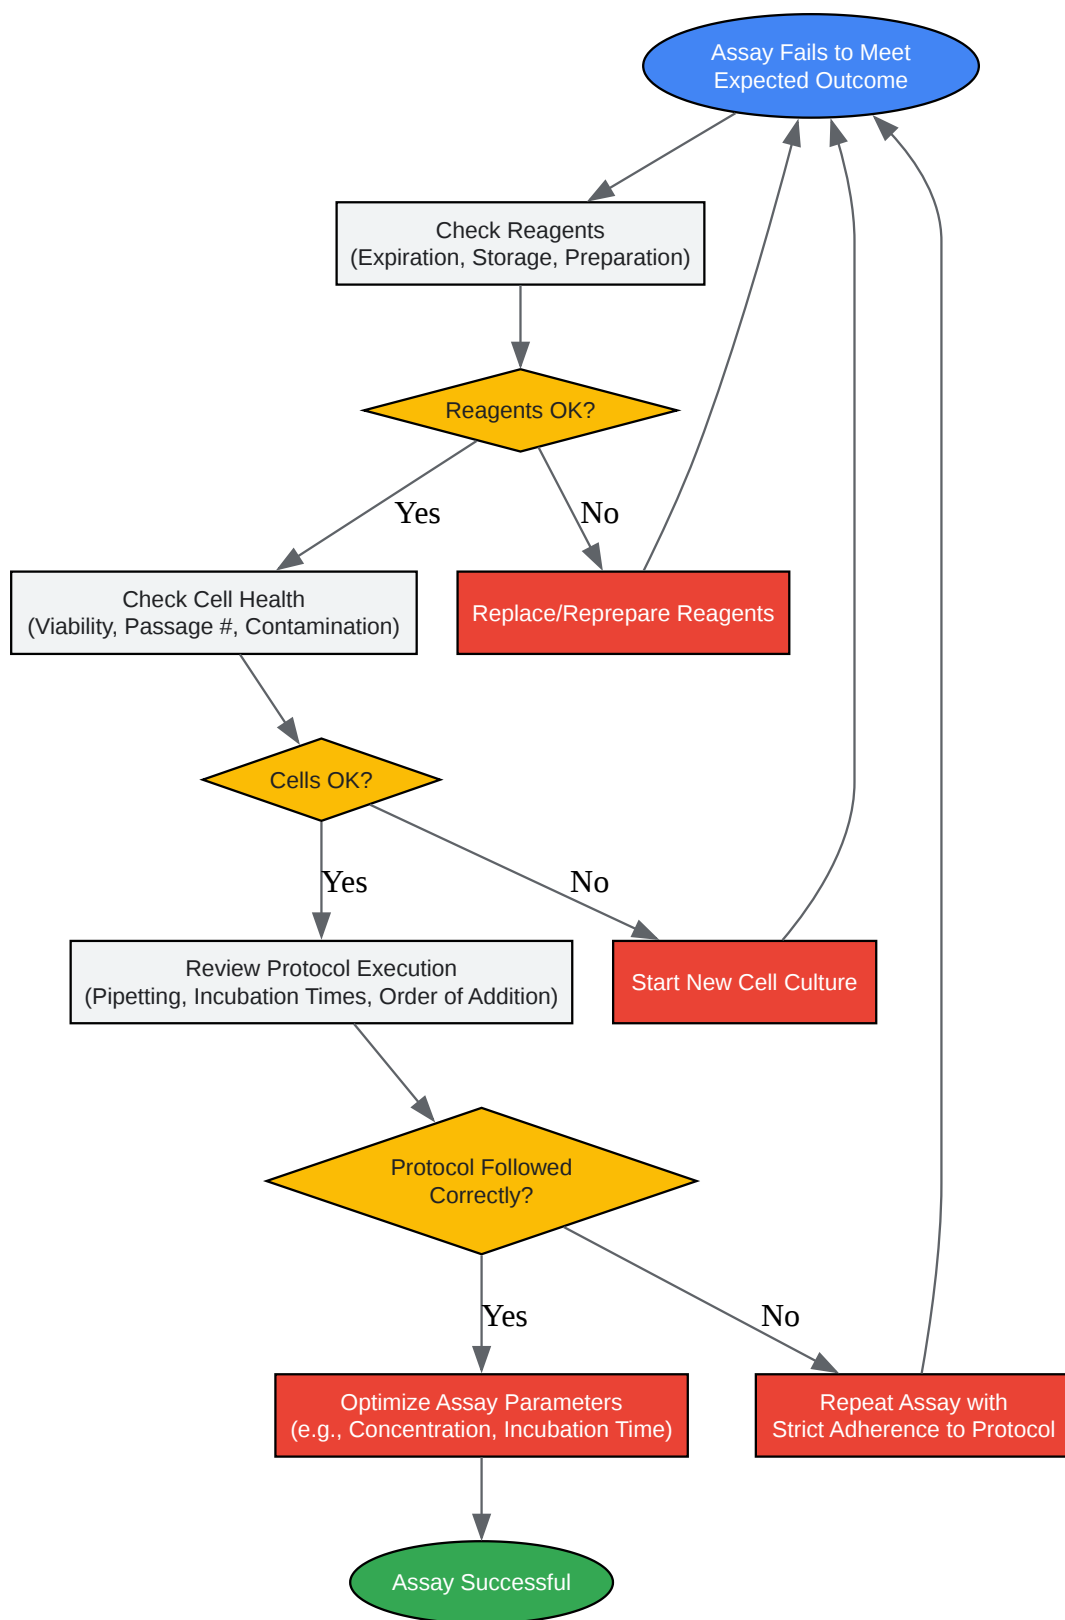 Assay Fails to Meet
Expected Outcome
Check Reagents
(Expiration, Storage, Preparation)
Reagents OK?
Yes
No
Check Cell Health
(Viability, Passage #, Contamination)
Replace/Reprepare Reagents
Cells OK?
Yes
No
Review Protocol Execution
(Pipetting, Incubation Times, Order of Addition)
Start New Cell Culture
Protocol Followed
Correctly?
Yes
No
Optimize Assay Parameters
(e.g., Concentration, Incubation Time)
Repeat Assay with
Strict Adherence to Protocol
Assay Successful